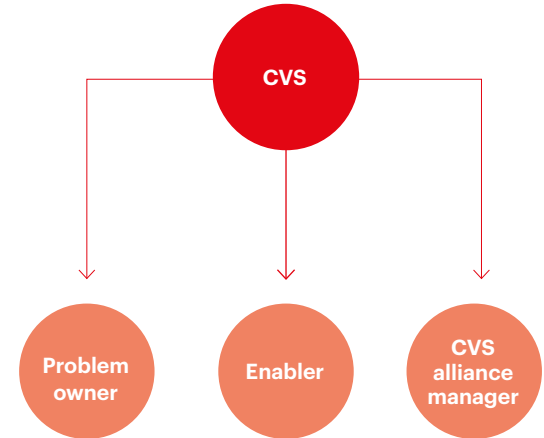 CVS
Problem
owner
Enabler
CVS
alliance
manager